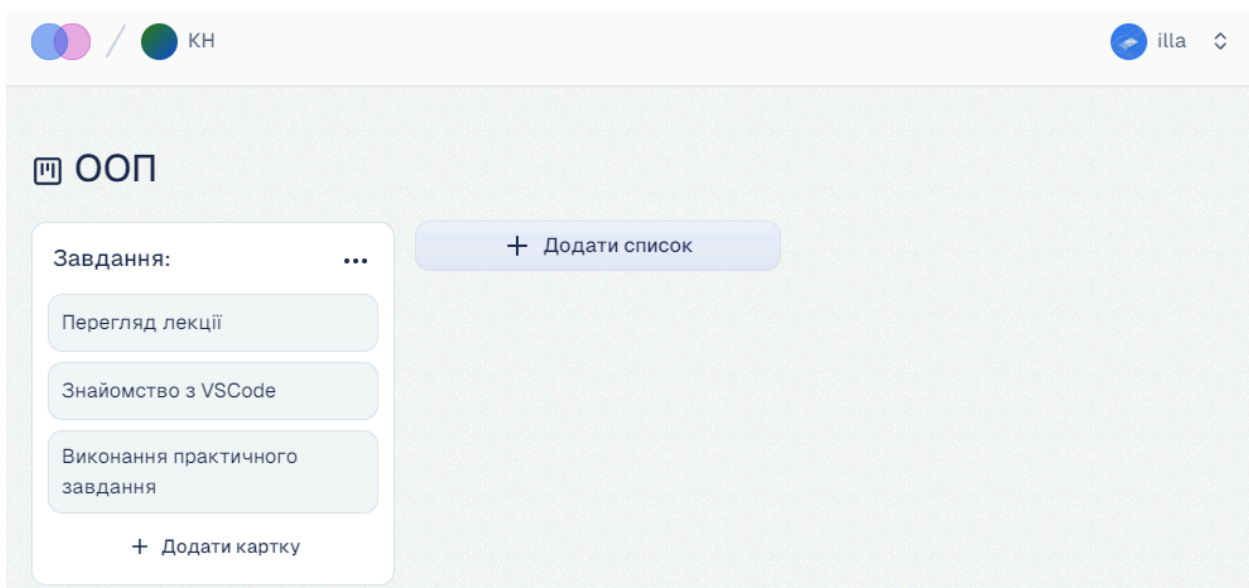 КН
illa
ООП
Завдання:
Додати список
Перегляд лекції
Знайомство з VSCode
Виконання практичного
завдання
+ Додати картку